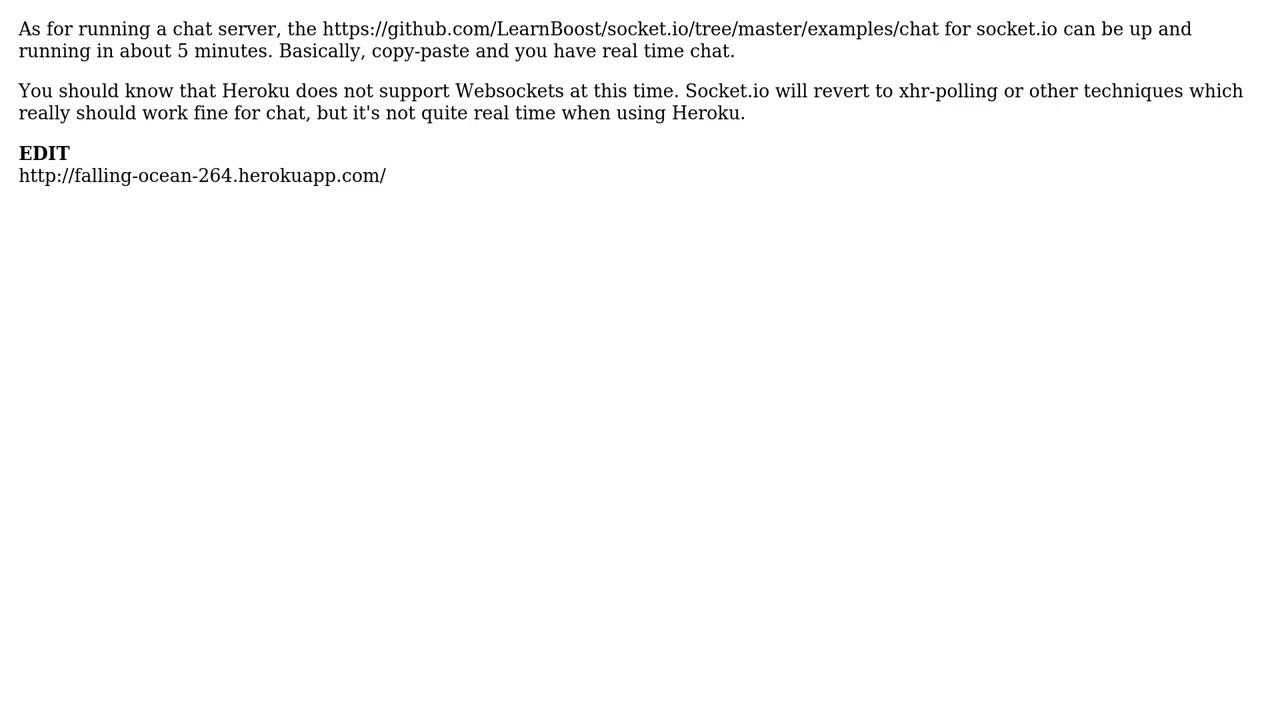 As for running a chat server, the https://github.com/LearnBoost/socket.io/tree/master/examples/chat for socket.io can be up and
running in about 5 minutes. Basically, copy-paste and you have real time chat.
You should know that Heroku does not support Websockets at this time. Socket.io will revert to xhr-polling or other techniques which
really should work fine for chat, but it's not quite real time when using Heroku.
EDIT
http://falling-ocean-264.herokuapp.com/